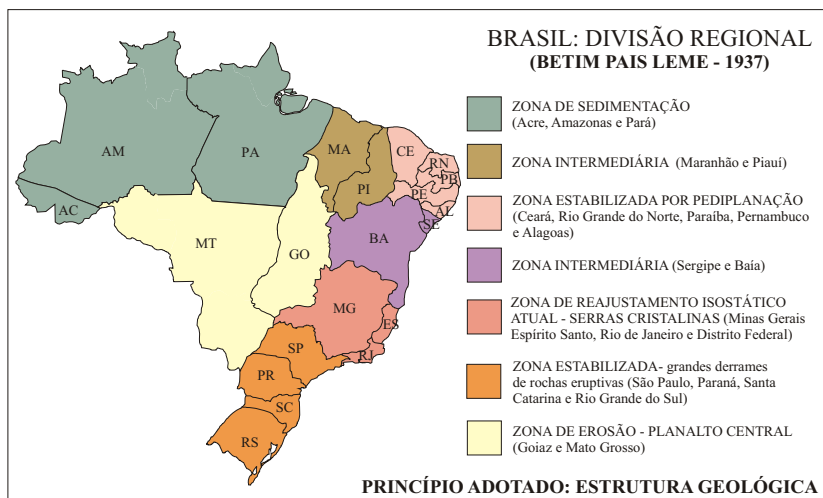 BRASIL: DIVISÃO REGIONAL
(BETIM PAIS LEME - 1937)
ZONA DE SEDIMENTAÇÃO
(Acre, Amazonas e Pará)
ZONA INTERMEDIÁRIA (Maranhão e Piauí)
ZONA ESTABILIZADA POR PEDIPLANAÇÃO
(Ceará, Rio Grande do Norte, Paraíba, Pernambuco
e Alagoas)
ZONA INTERMEDIÁRIA (Sergipe e Baía)
ZONA DE REAJUSTAMENTO ISOSTÁTICO
ATUAL - SERRAS CRISTALINAS (Minas Gerais
Espírito Santo, Rio de Janeiro e Distrito Federal)
ZONA ESTABILIZADA- grandes derrames
de rochas eruptivas (São Paulo, Paraná, Santa
Catarina e Rio Grande do Sul)
ZONA DE EROSÃO - PLANALTO CENTRAL
(Goiaz e Mato Grosso)
PRINCÍPIO ADOTADO: ESTRUTURA GEOLÓGICA
AM
PA
MA
CE
RN
PB
PI
PE
AL
AC
SE
MT
BA
GO
MG
ES
SP
RJ
PR
SC
RS